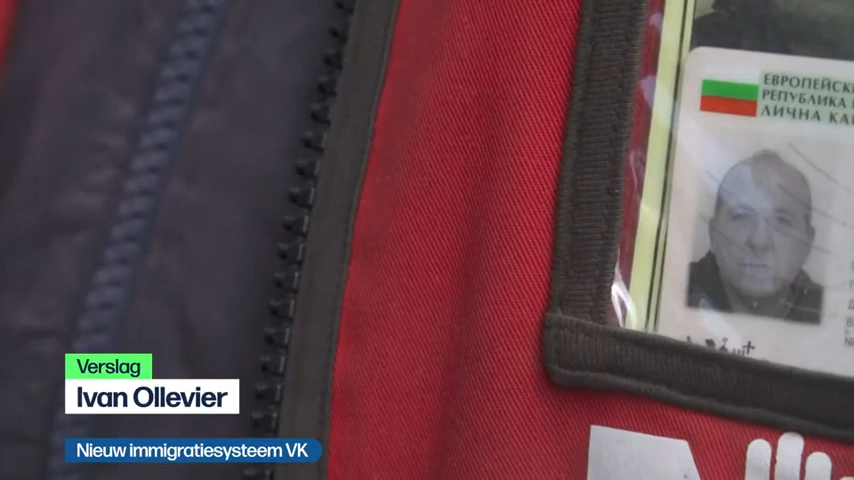 ЕВРОПЕЙСК
РЕПУБЛИКА
ЛИЧНА КА
Verslag
Ivan Ollevier
Nieuw immigratiesysteem VK